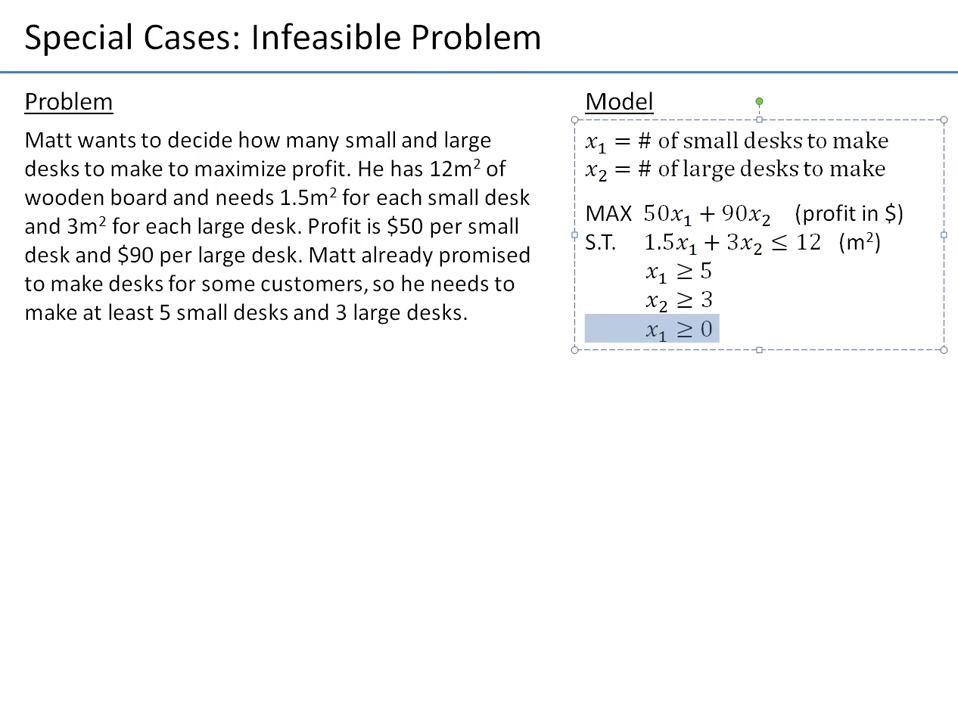 Special Cases: Infeasible Problem
Problem
Matt wants to decide how many small and large
desks to make to maximize profit. He has 12m² of
wooden board and needs 1.5m² for each small desk
and 3m² for each large desk. Profit is $50 per small
desk and $90 per large desk. Matt already promised
to make desks for some customers, so he needs to
make at least 5 small desks and 3 large desks.
Model
x₁ = # of small desks to make
x₂ = # of large desks to make
MAX 50x₁ + 90x₂ (profit in $)
S.T. 1.5x₁ + 3x₂ ≤ 12 (m²)
x₁ ≥ 5
x₂ ≥ 3
x₁ ≥ 0